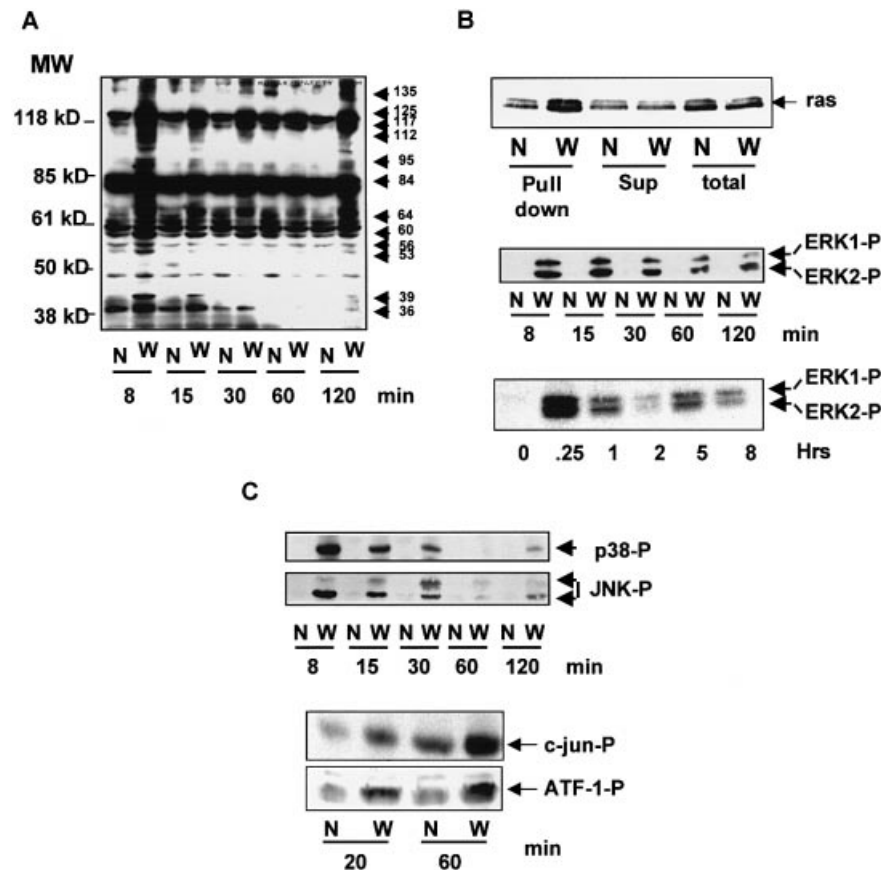 A
MW
118 kD
85 kD
61 kD
50 kD
38 kD
135
125
117
112
95
84
64
60
56
53
39
36
N W N W N W N W N W
8 15 30 60 120 min
B
ras
N W N W N W
Pull down Sup total
ERK1-P
ERK2-P
N W N W N W N W N W
8 15 30 60 120 min
ERK1-P
ERK2-P
0 .25 1 2 5 8 Hrs
C
p38-P
JNK-P
N W N W N W N W N W
8 15 30 60 120 min
c-jun-P
ATF-1-P
N W N W
20 60 min